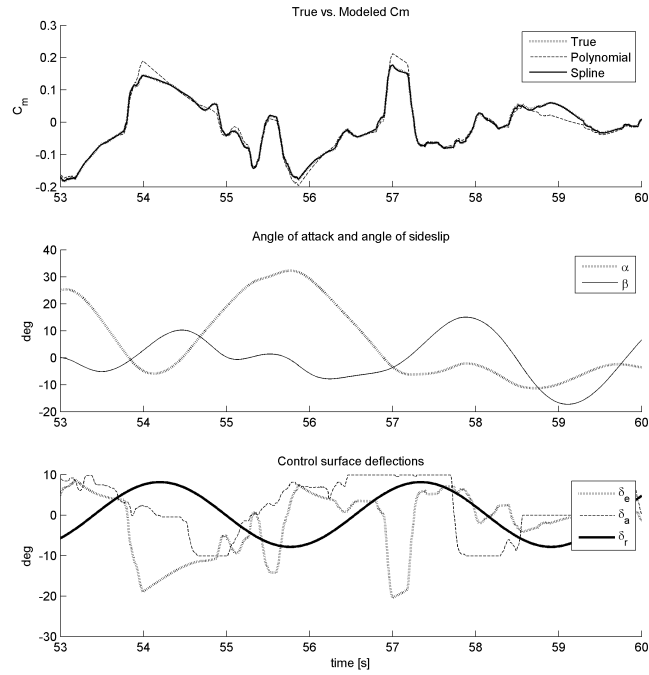 True vs. Modeled Cm
0.3
0.2
0.1
0
-0.1
-0.2
C_m
True
Polynomial
Spline
53 54 55 56 57 58 59 60
Angle of attack and angle of sideslip
40
30
20
10
0
-10
-20
deg
α
β
53 54 55 56 57 58 59 60
Control surface deflections
10
0
-10
-20
-30
deg
δ_e
δ_a
δ_r
53 54 55 56 57 58 59 60
time [s]